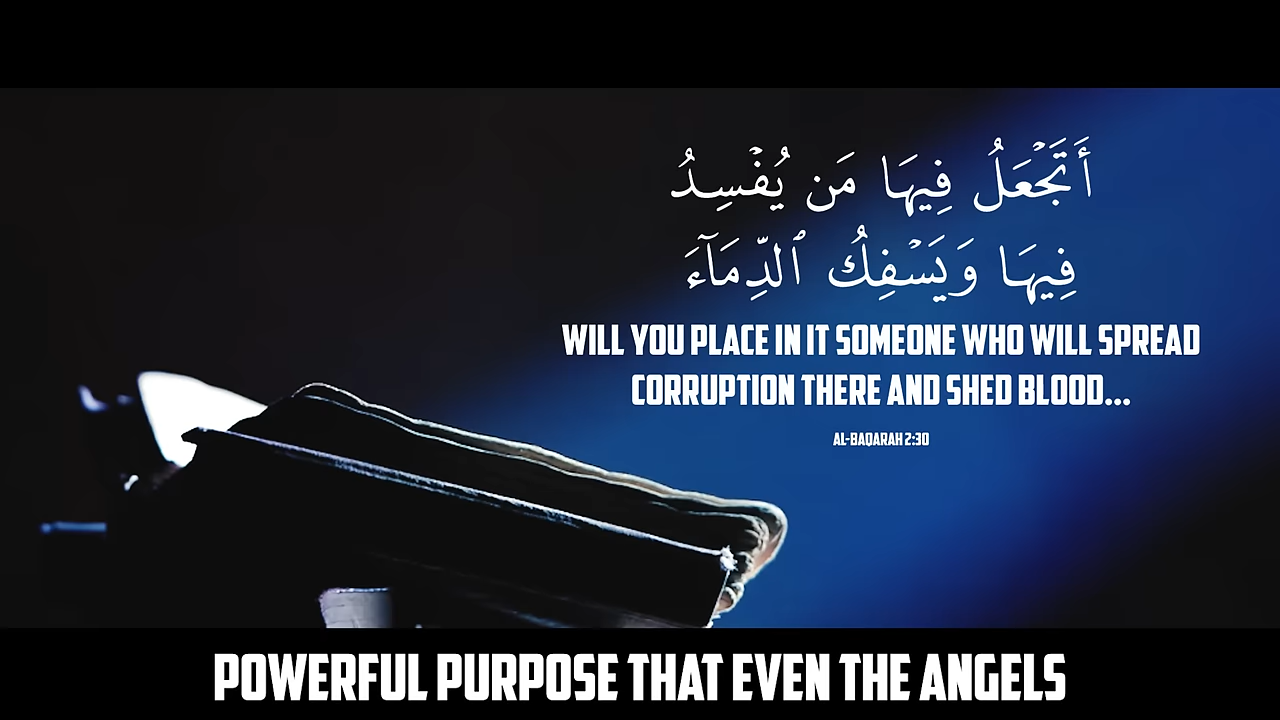 أَتَجۡعَلُ فِيهَا مَن يُفۡسِدُ
فِيهَا وَيَسۡفِكُ ٱلدِّمَآءَ
WILL YOU PLACE IN IT SOMEONE WHO WILL SPREAD
CORRUPTION THERE AND SHED BLOOD...
AL-BAQARAH 2:30
POWERFUL PURPOSE THAT EVEN THE ANGELS